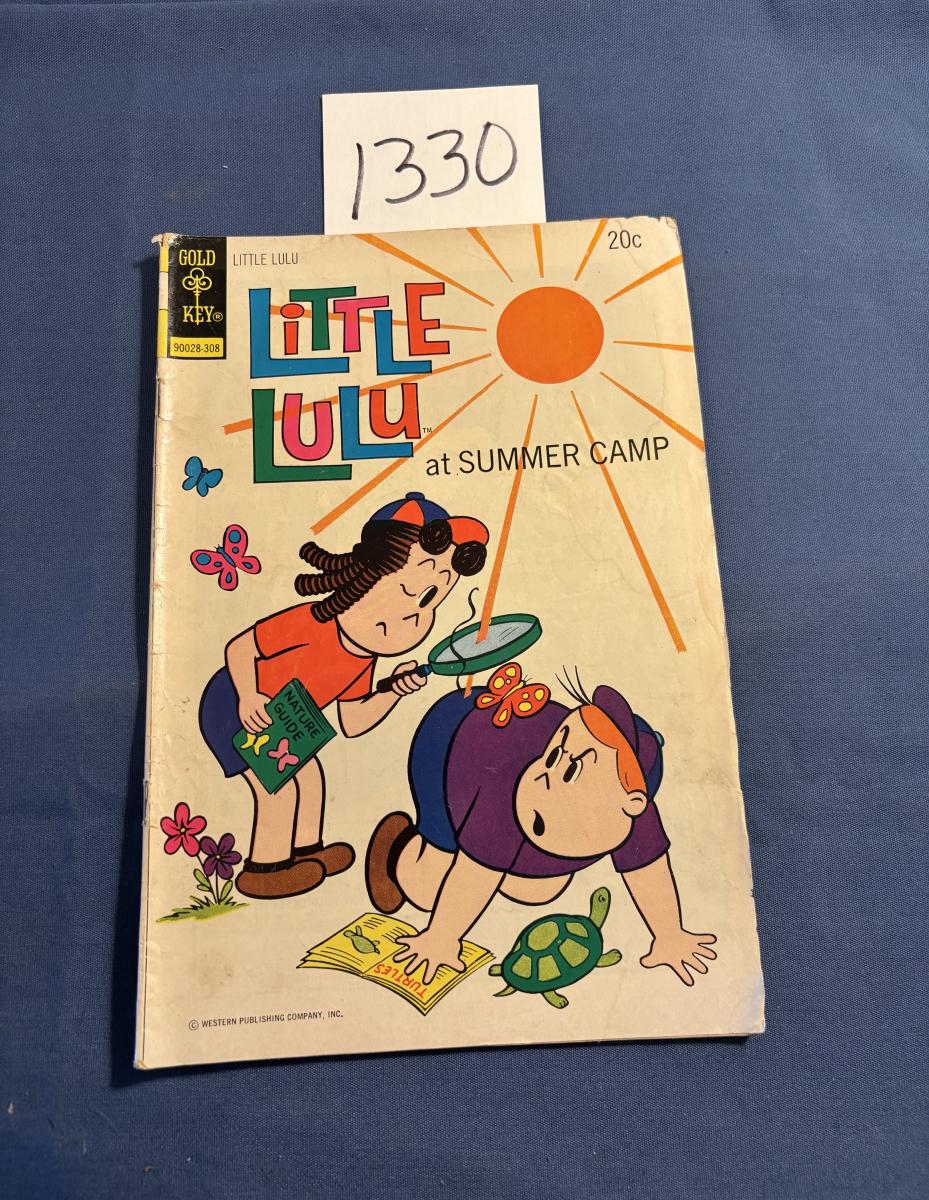 1330
GOLD
KEY®
90028-308
LITTLE LULU
20c
LiTTLE
LULU™
at SUMMER CAMP
NATURE
GUIDE
TURTLES
© WESTERN PUBLISHING COMPANY, INC.